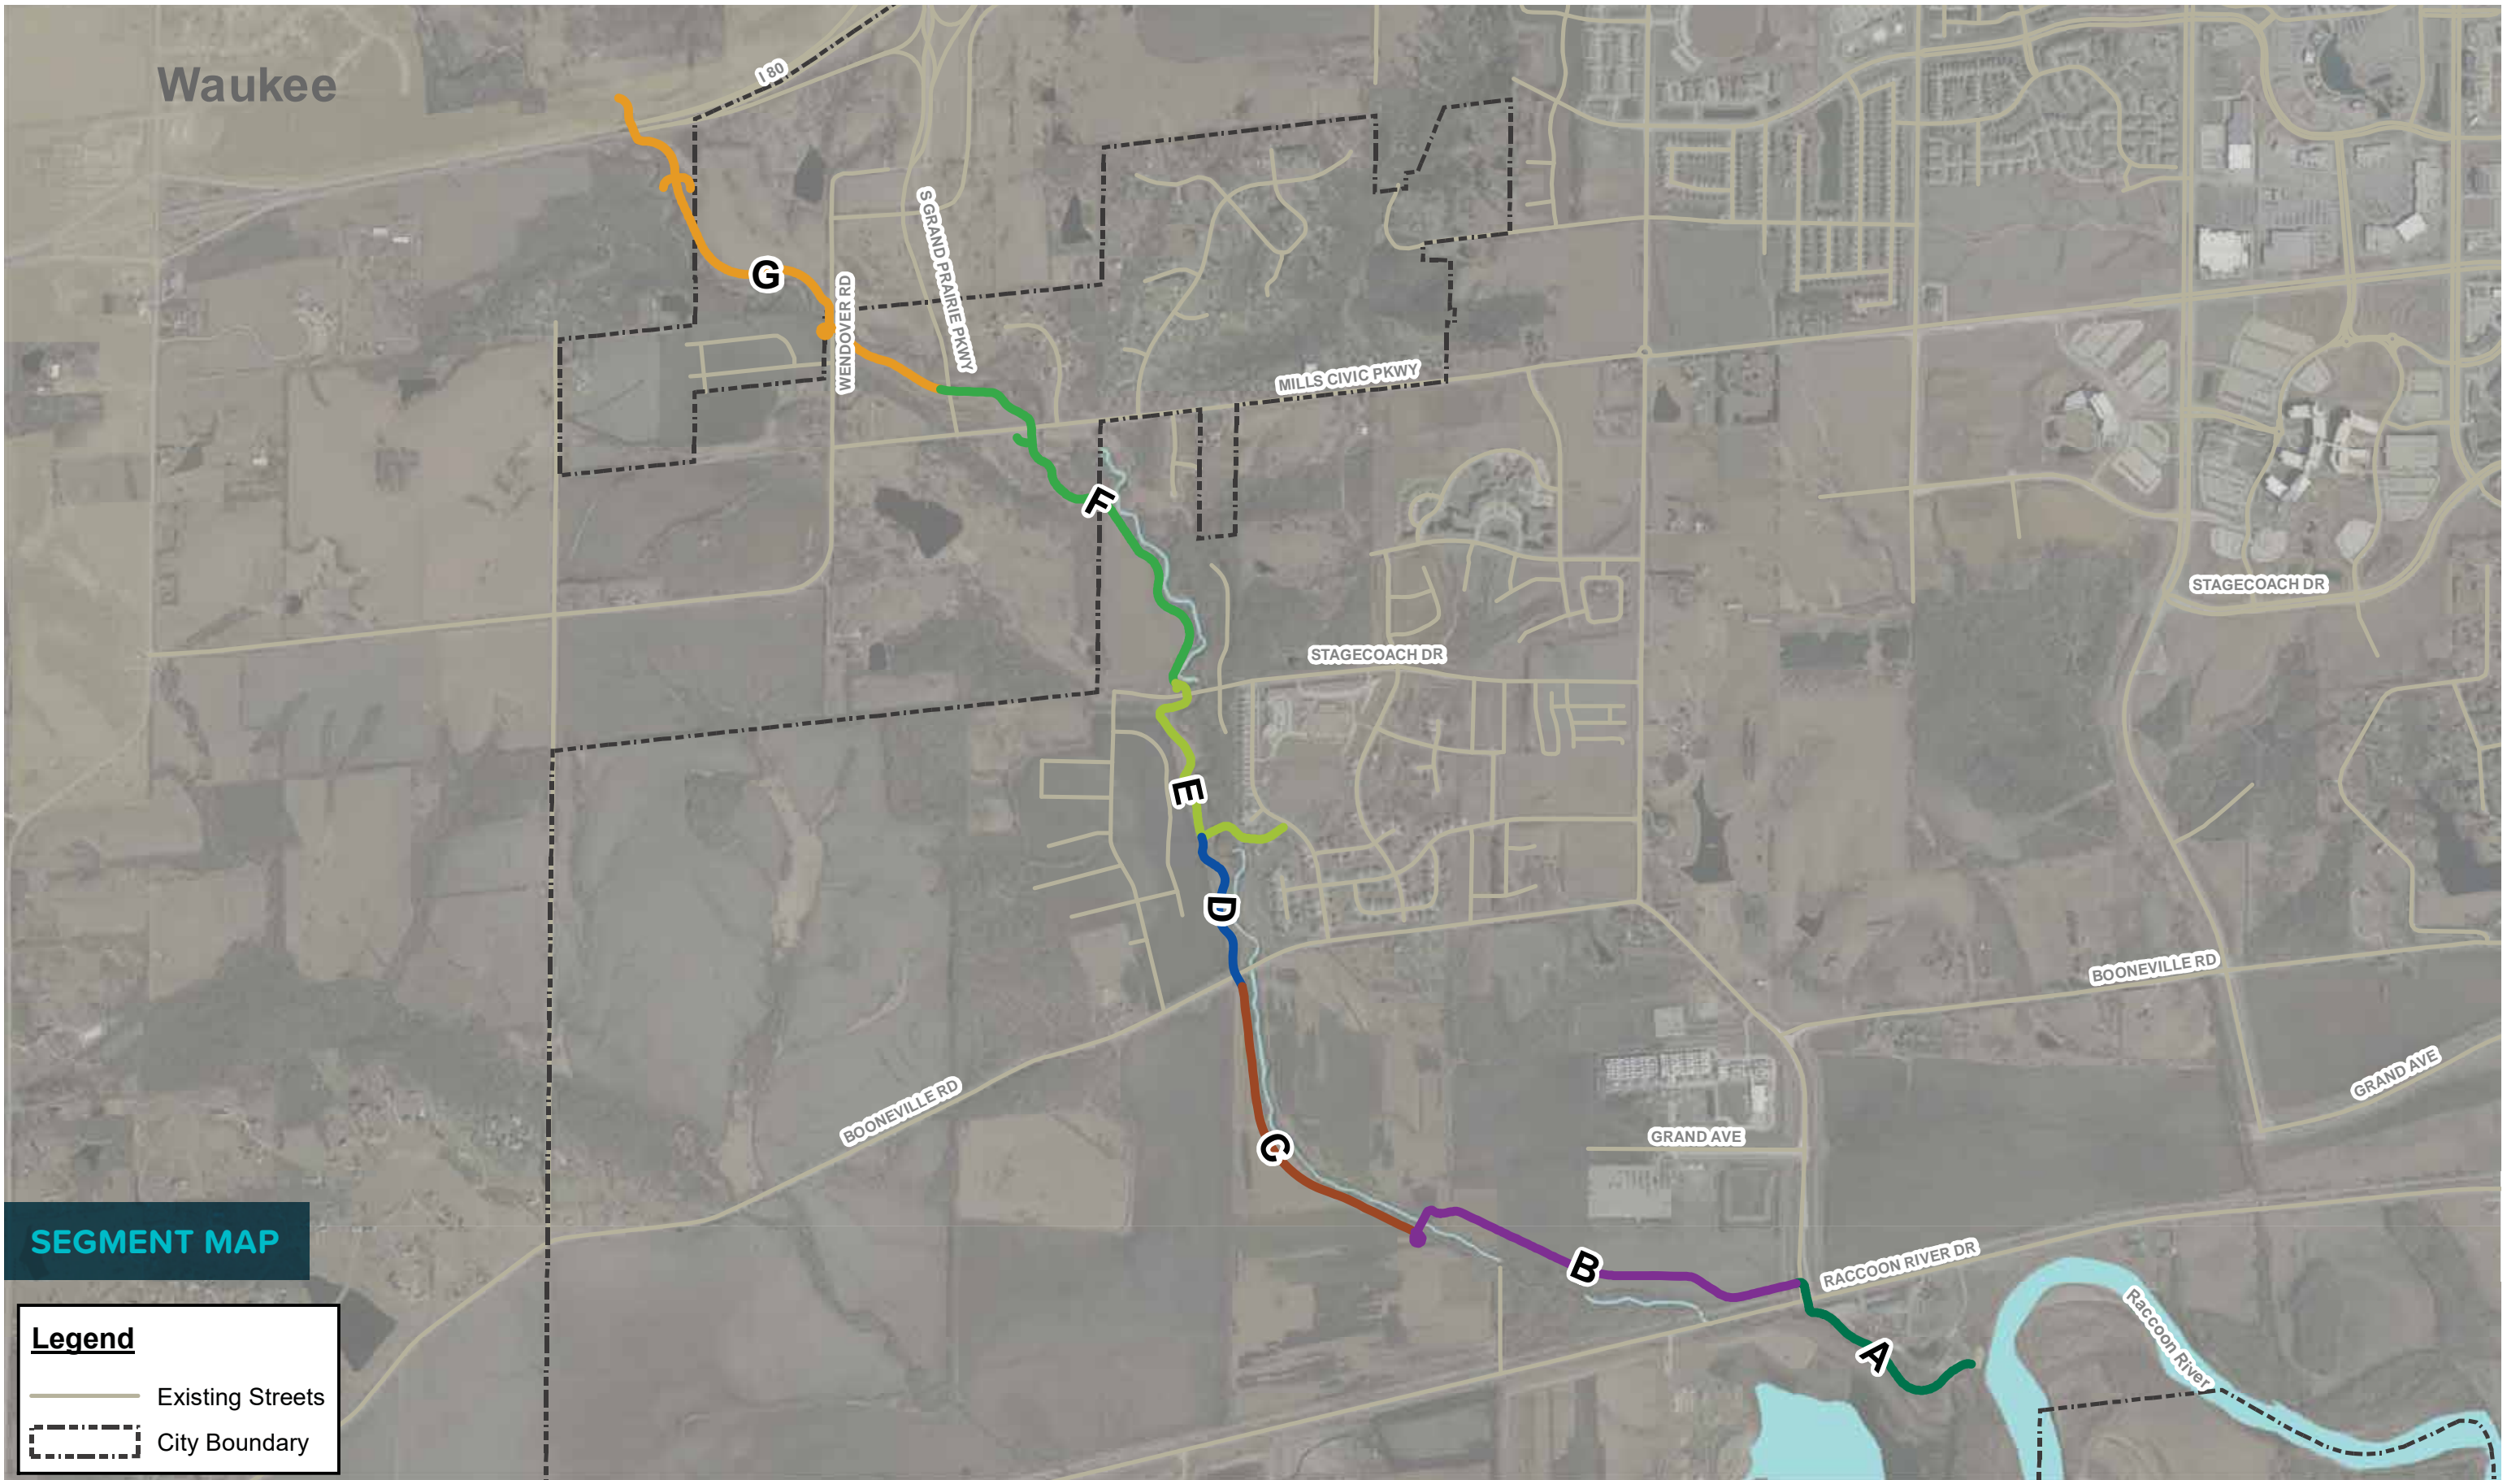 Waukee
I 80
S GRAND PRAIRIE PKWY
G
WENDOVER RD
MILLS CIVIC PKWY
F
STAGECOACH DR
STAGECOACH DR
E
D
BOONEVILLE RD
BOONEVILLE RD
GRAND AVE
GRAND AVE
C
B
RACCOON RIVER DR
A
Raccoon River
SEGMENT MAP
Legend
Existing Streets
City Boundary